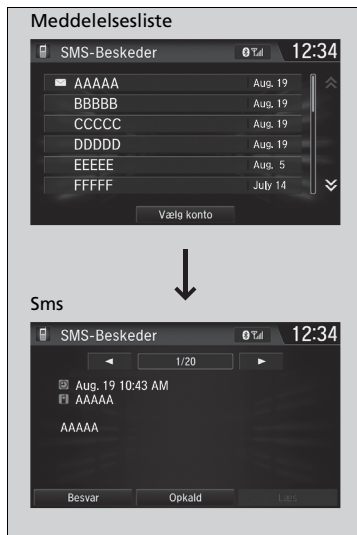 Meddelelsesliste
SMS-Beskeder 12:34
AAAAA Aug. 19
BBBBB Aug. 19
CCCCC Aug. 19
DDDDD Aug. 19
EEEEE Aug. 5
FFFFF July 14
Vælg konto
Sms
SMS-Beskeder 12:34
1/20
Aug. 19 10:43 AM
AAAAA
AAAAA
Besvar Opkald Læs